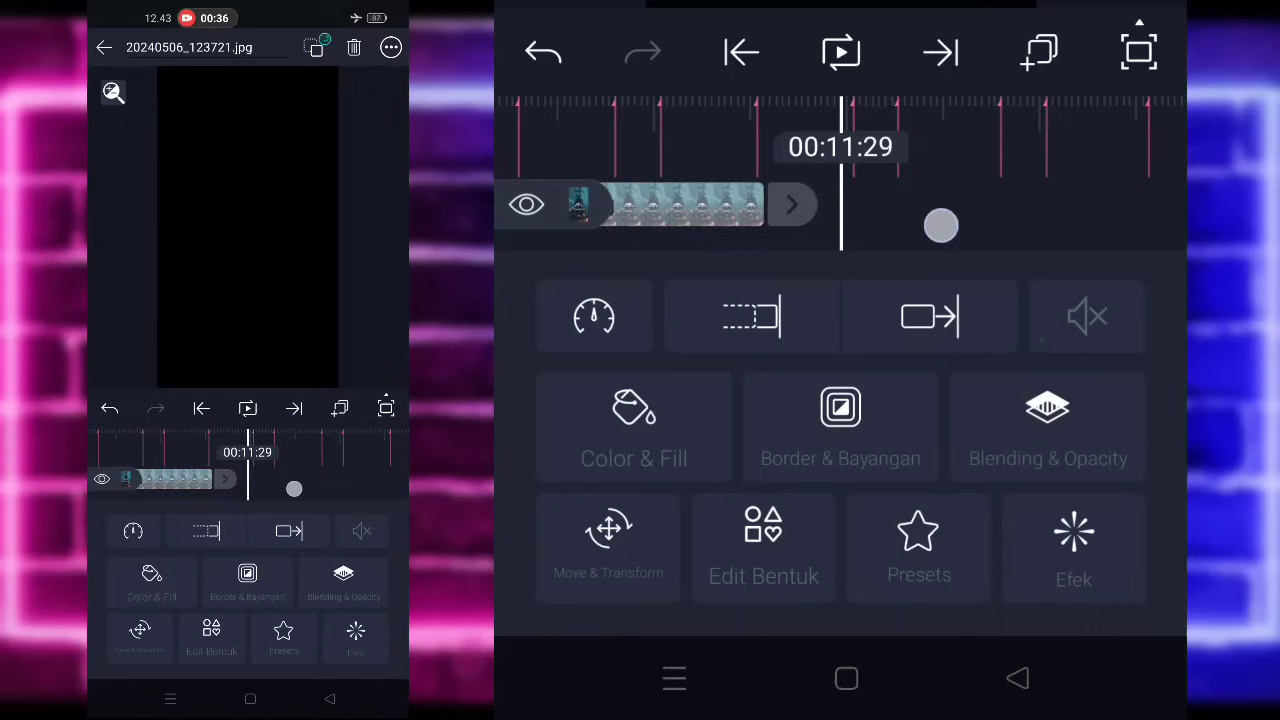 12.43
00:36
87
20240506_123721.jpg
00:11:29
Color & Fill
Border & Bayangan
Blending & Opacity
Move & Transform
Edit Bentuk
Presets
Efek
00:11:29
Color & Fill
Border & Bayangan
Blending & Opacity
Move & Transform
Edit Bentuk
Presets
Efek